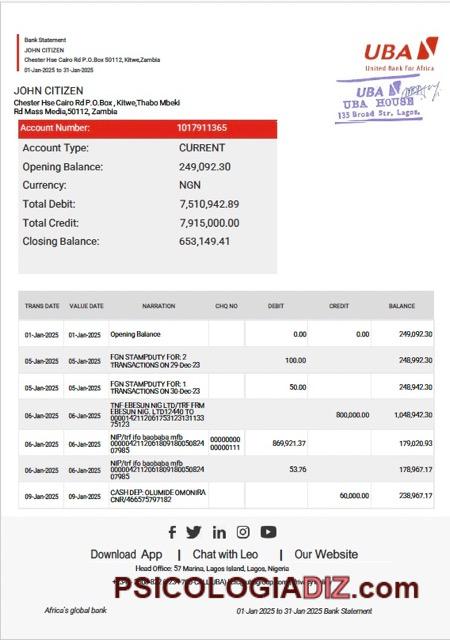 Bank Statement
JOHN CITIZEN
Chester Hse Cairo Rd P.O.Box 50112, Kitwe,Zambia
01-Jan-2025 to 31-Jan-2025
UBA
United Bank for Africa
JOHN CITIZEN
Chester Hse Cairo Rd P.O.Box , Kitwe,Thabo Mbeki
Rd Mass Media,50112, Zambia
UBA
UBA HOUSE
135 Broad Str, Lagos.
Account Number: 1017911365
Account Type: CURRENT
Opening Balance: 249,092.30
Currency: NGN
Total Debit: 7,510,942.89
Total Credit: 7,915,000.00
Closing Balance: 653,149.41
TRANS DATE VALUE DATE NARRATION CHQ NO DEBIT CREDIT BALANCE
01-Jan-2025 01-Jan-2025 Opening Balance 0.00 0.00 249,092.30
05-Jan-2025 05-Jan-2025 FGN STAMPDUTY FOR: 2
TRANSACTIONS ON 29-Dec-23 100.00 248,992.30
05-Jan-2025 05-Jan-2025 FGN STAMPDUTY FOR: 1
TRANSACTIONS ON 30-Dec-23 50.00 248,942.30
06-Jan-2025 06-Jan-2025 TNF-EBESUN NIG LTD/TRF FRM
EBESUN NIG. LTD12440 TO
75123 800,000.00 1,048,942.30
06-Jan-2025 06-Jan-2025 NIP/trf ifo baobaba mfb
07985 00000000
00000111 869,921.37 179,020.93
06-Jan-2025 06-Jan-2025 NIP/trf ifo baobaba mfb
07985 53.76 178,967.17
09-Jan-2025 09-Jan-2025 CASH DEP: OLUMIDE OMONIRA
CNR/466575797182 60,000.00 238,967.17
Download App | Chat with Leo | Our Website
Head Office: 57 Marina, Lagos Island, Lagos, Nigeria
PSICOLOGIADIZ.com
Africa's global bank 01 Jan 2025 to 31 Jan 2025 Bank Statement